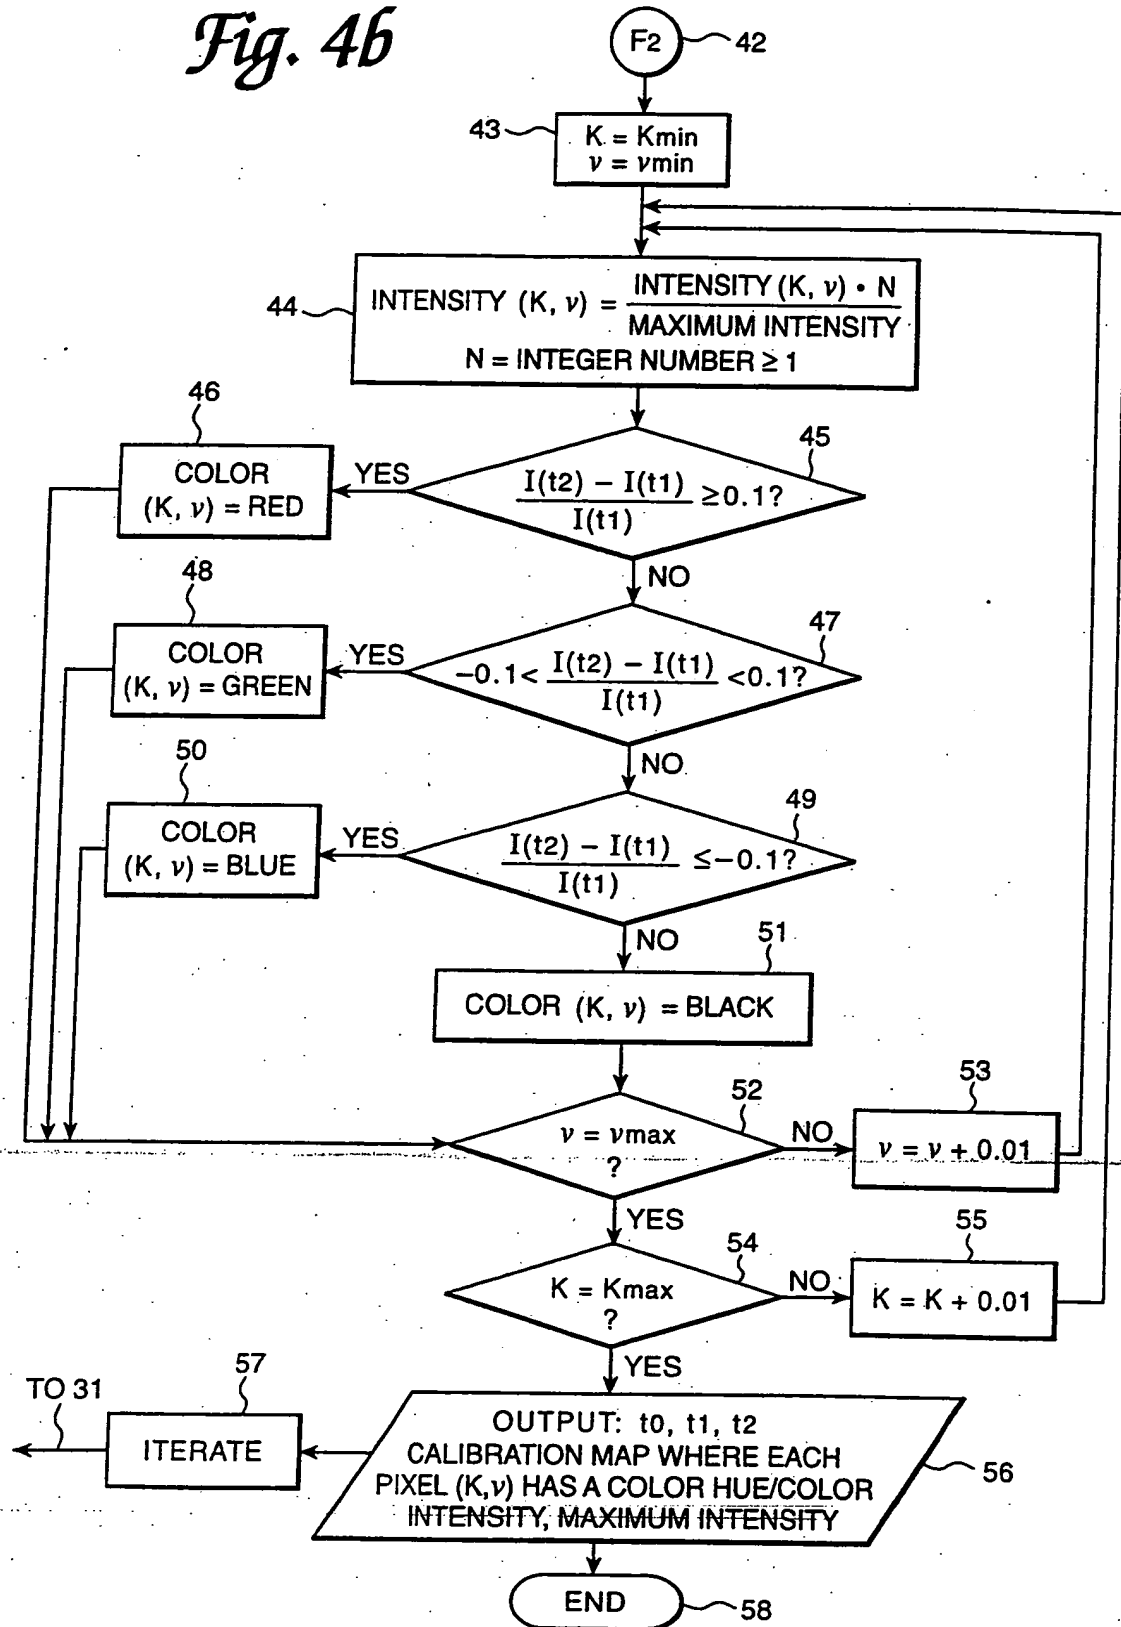 Fig. 4b
F2
42
43
K = Kmin
ν = νmin
44
INTENSITY (K, ν) = INTENSITY (K, ν) • N
MAXIMUM INTENSITY
N = INTEGER NUMBER ≥ 1
46
COLOR
(K, ν) = RED
YES
45
I(t2) – I(t1)
I(t1)
≥0.1?
NO
48
COLOR
(K, ν) = GREEN
YES
47
–0.1< I(t2) – I(t1) <0.1?
I(t1)
NO
50
COLOR
(K, ν) = BLUE
YES
49
I(t2) – I(t1)
I(t1)
≤–0.1?
NO
51
COLOR (K, ν) = BLACK
52
ν = νmax
?
NO
53
ν = ν + 0.01
YES
54
K = Kmax
?
NO
55
K = K + 0.01
YES
TO 31
57
ITERATE
OUTPUT: t0, t1, t2
CALIBRATION MAP WHERE EACH
PIXEL (K,ν) HAS A COLOR HUE/COLOR
INTENSITY, MAXIMUM INTENSITY
56
END
58